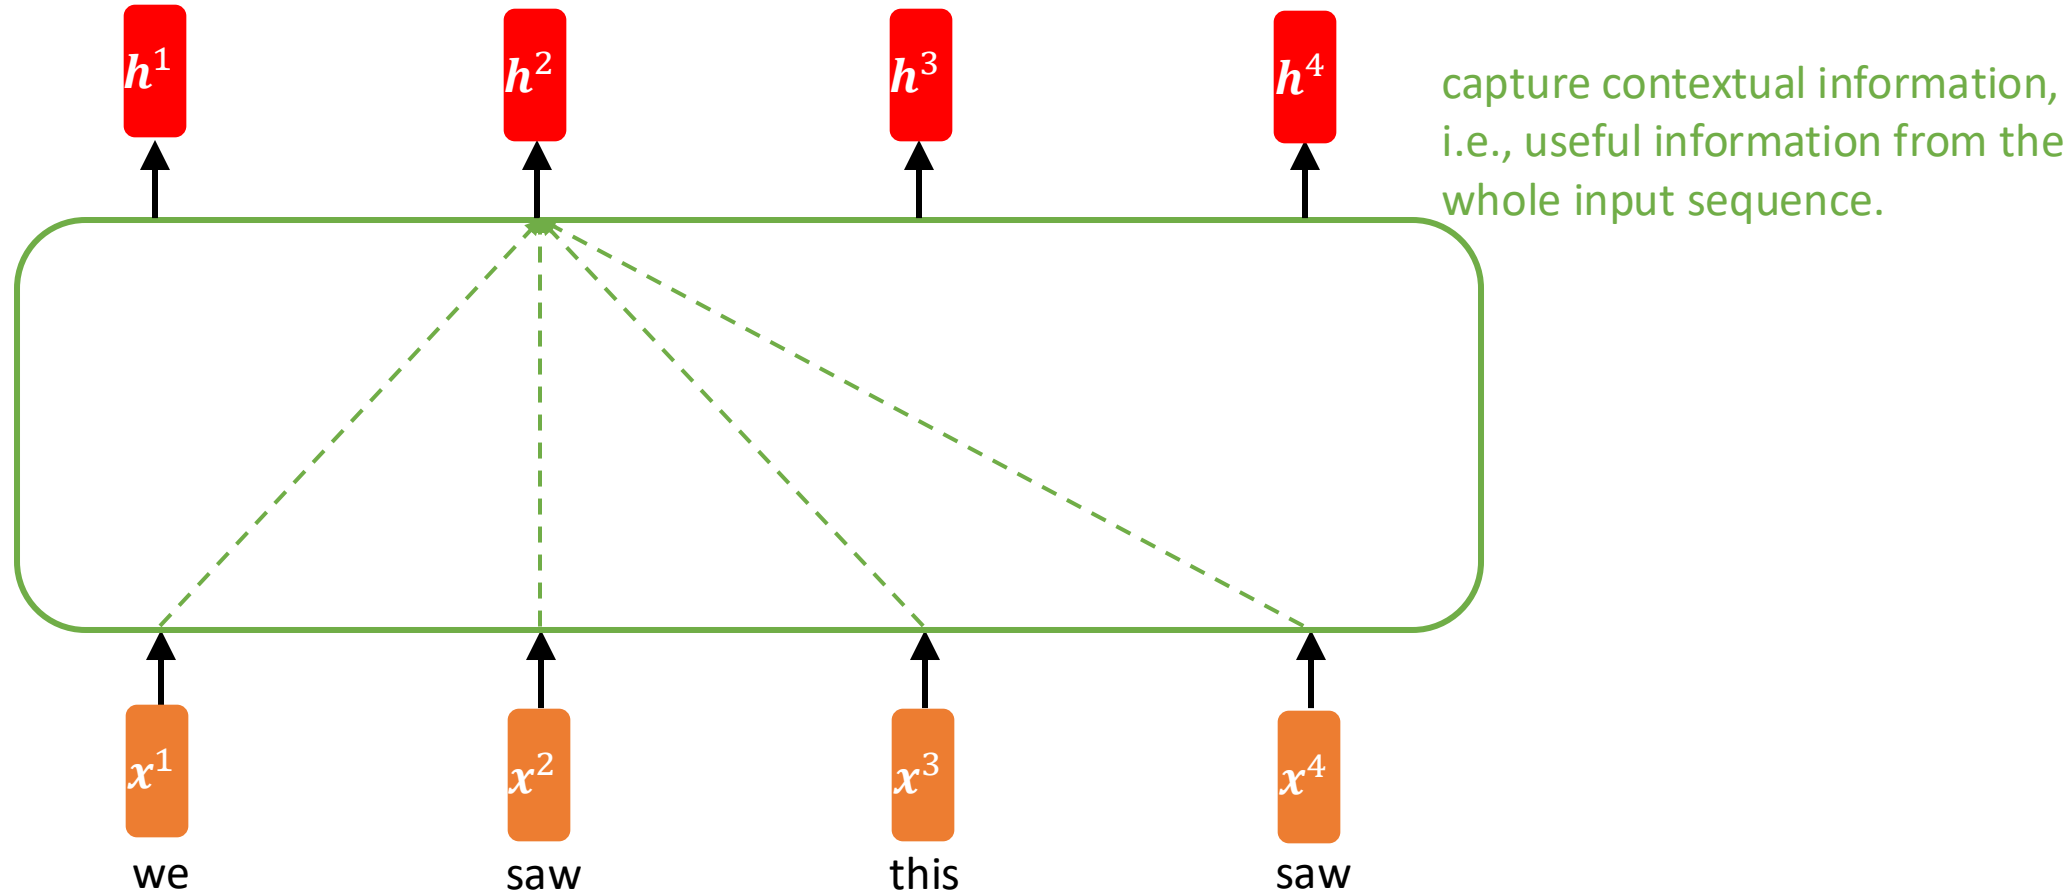 h¹ h² h³ h⁴
capture contextual information,
i.e., useful information from the
whole input sequence.
x¹ x² x³ x⁴
we saw this saw